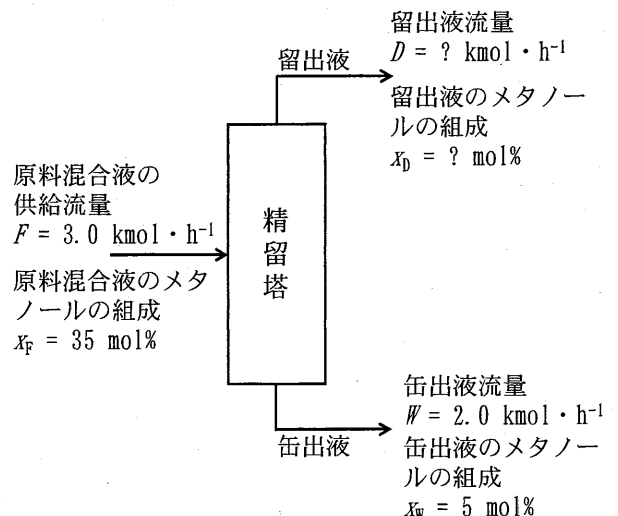 留出液
留出液流量
D = ? kmol・h⁻¹
留出液のメタノー
ルの組成
x_D = ? mol%
原料混合液の
供給流量
F = 3.0 kmol・h⁻¹
原料混合液のメタ
ノールの組成
x_F = 35 mol%
精
留
塔
缶出液
缶出液流量
W = 2.0 kmol・h⁻¹
缶出液のメタノー
ルの組成
x_W = 5 mol%